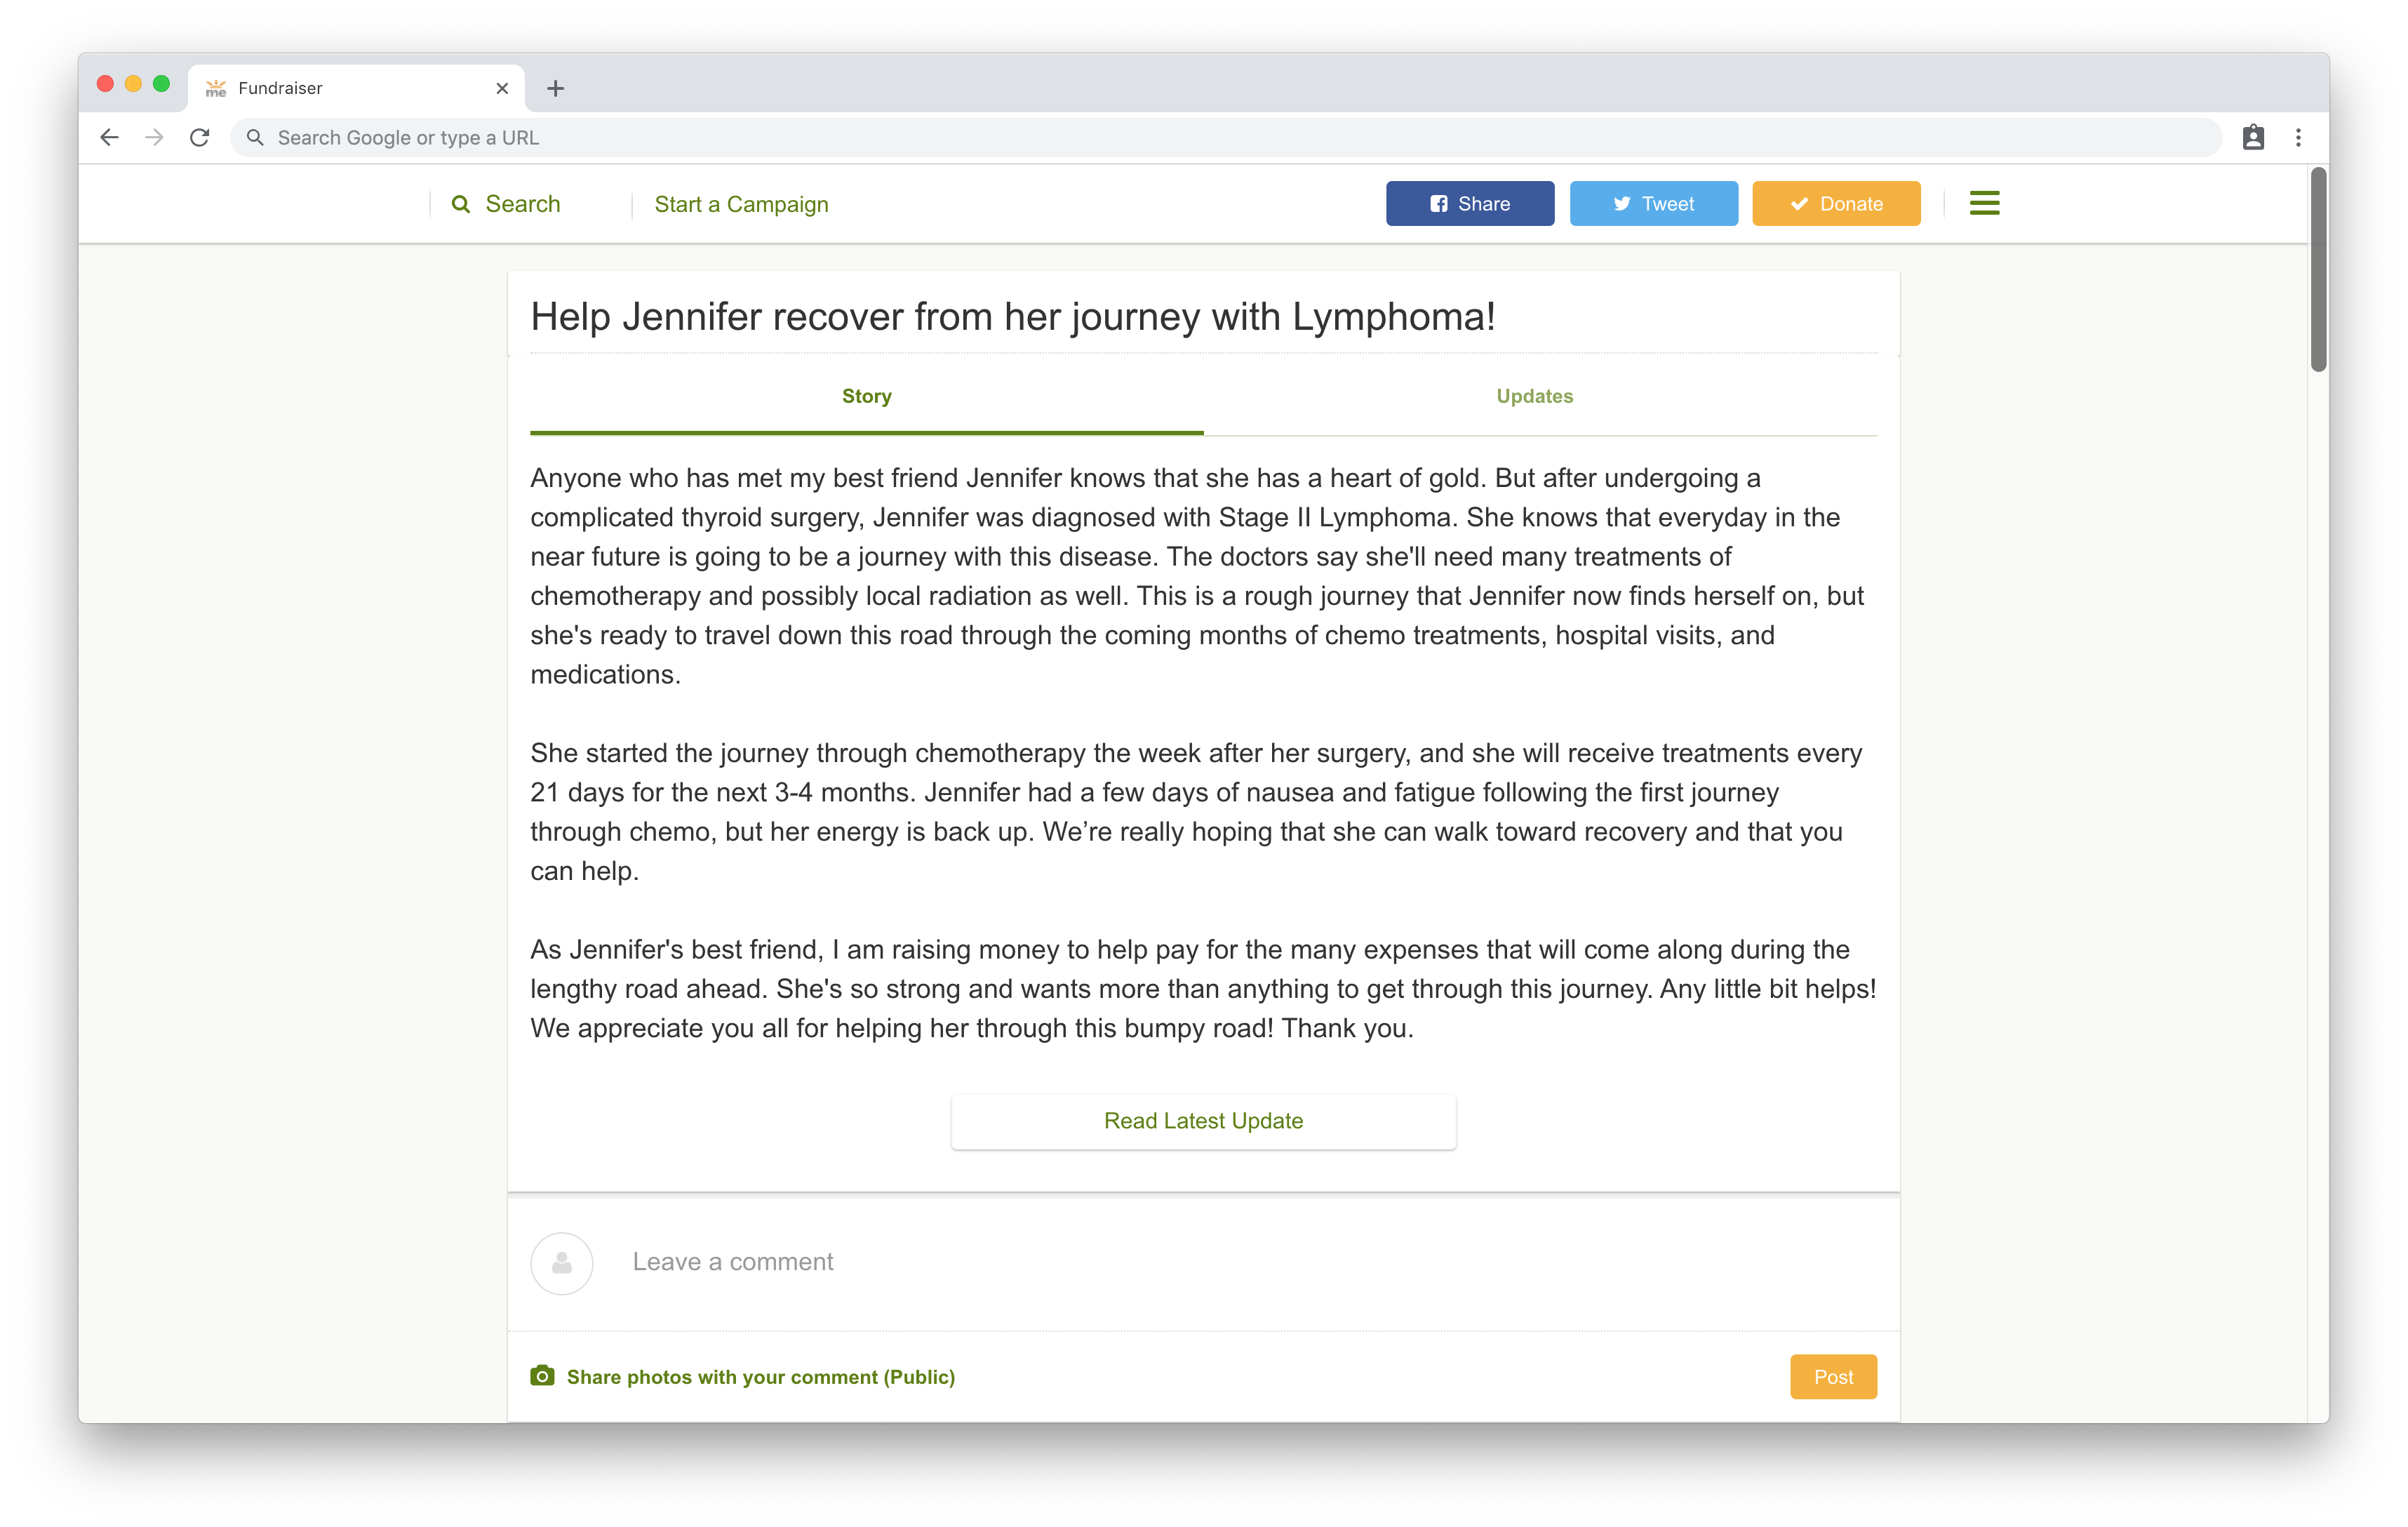 me Fundraiser
Search Google or type a URL
Search
Start a Campaign
Share
Tweet
Donate
Help Jennifer recover from her journey with Lymphoma!
Story
Updates
Anyone who has met my best friend Jennifer knows that she has a heart of gold. But after undergoing a
complicated thyroid surgery, Jennifer was diagnosed with Stage II Lymphoma. She knows that everyday in the
near future is going to be a journey with this disease. The doctors say she'll need many treatments of
chemotherapy and possibly local radiation as well. This is a rough journey that Jennifer now finds herself on, but
she's ready to travel down this road through the coming months of chemo treatments, hospital visits, and
medications.
She started the journey through chemotherapy the week after her surgery, and she will receive treatments every
21 days for the next 3-4 months. Jennifer had a few days of nausea and fatigue following the first journey
through chemo, but her energy is back up. We’re really hoping that she can walk toward recovery and that you
can help.
As Jennifer's best friend, I am raising money to help pay for the many expenses that will come along during the
lengthy road ahead. She's so strong and wants more than anything to get through this journey. Any little bit helps!
We appreciate you all for helping her through this bumpy road! Thank you.
Read Latest Update
Leave a comment
Share photos with your comment (Public)
Post